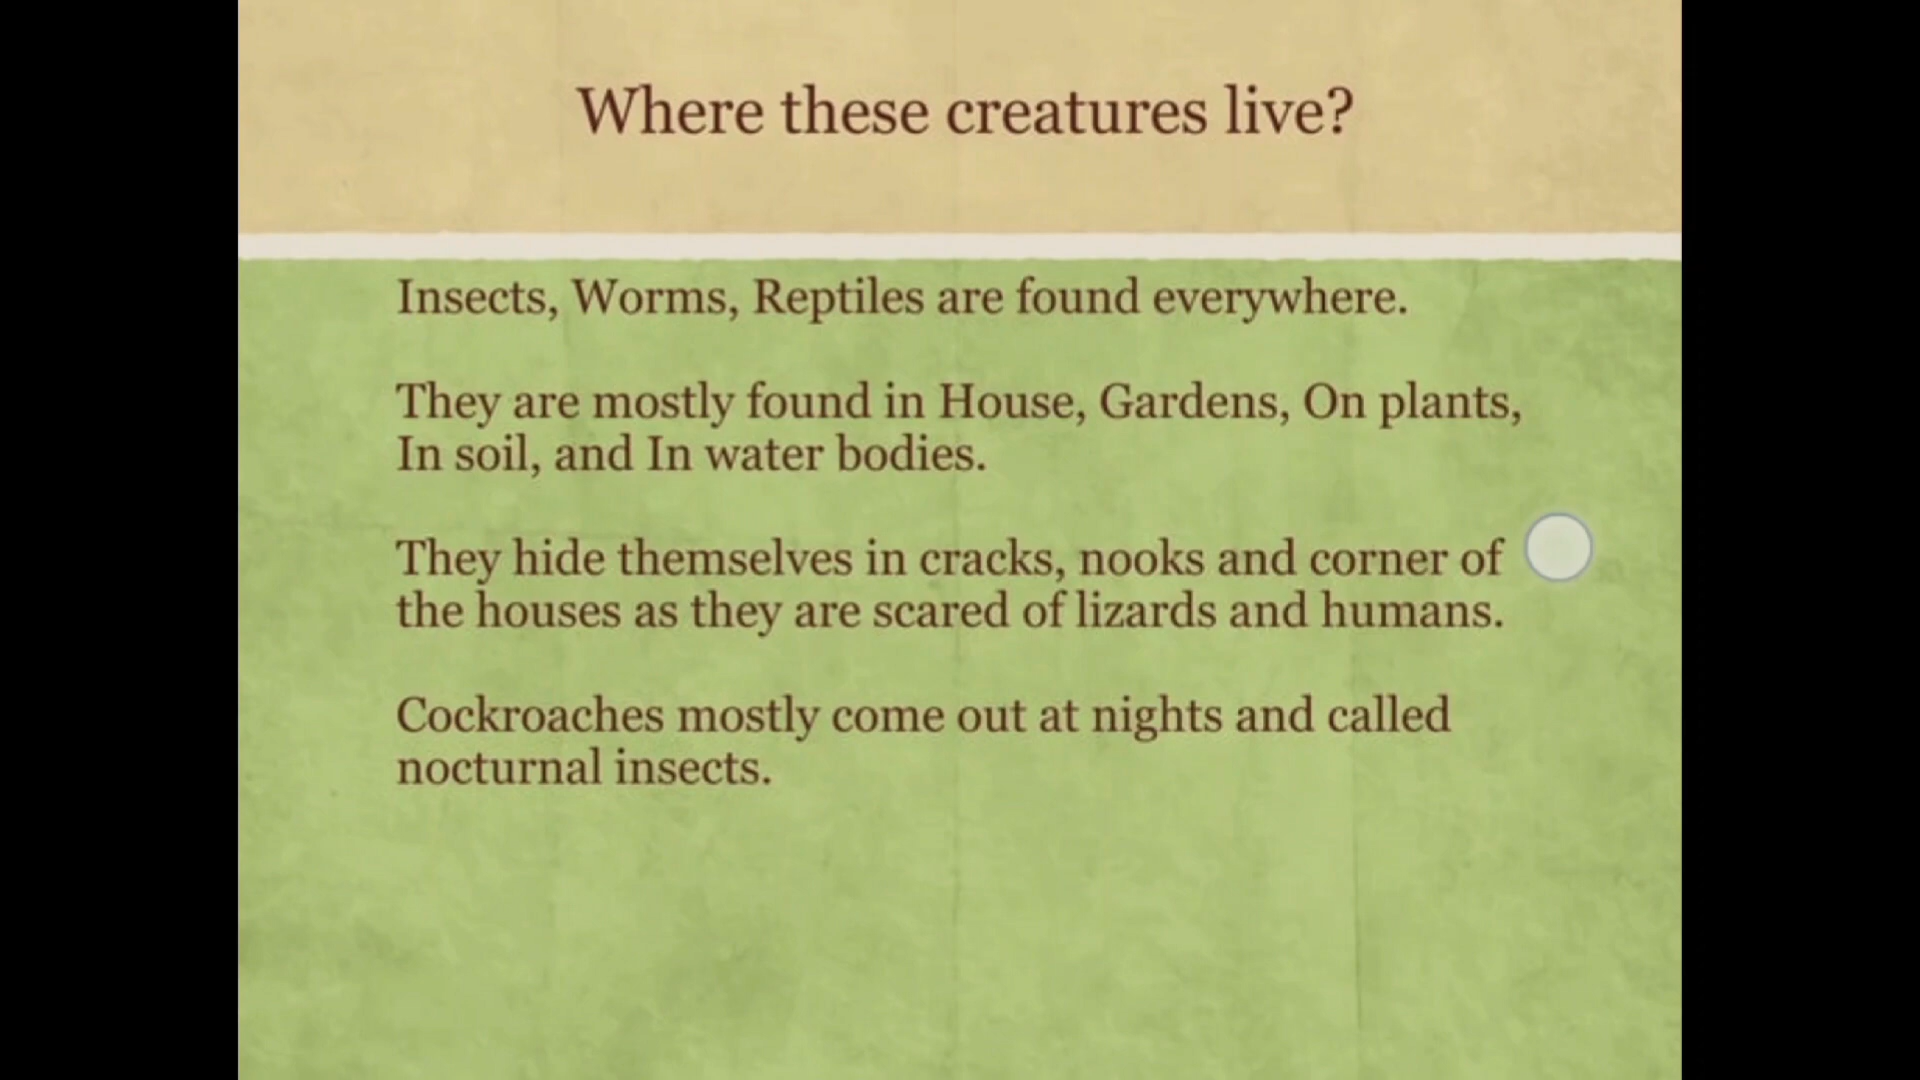 Where these creatures live?
Insects, Worms, Reptiles are found everywhere.
They are mostly found in House, Gardens, On plants,
In soil, and In water bodies.
They hide themselves in cracks, nooks and corner of
the houses as they are scared of lizards and humans.
Cockroaches mostly come out at nights and called
nocturnal insects.